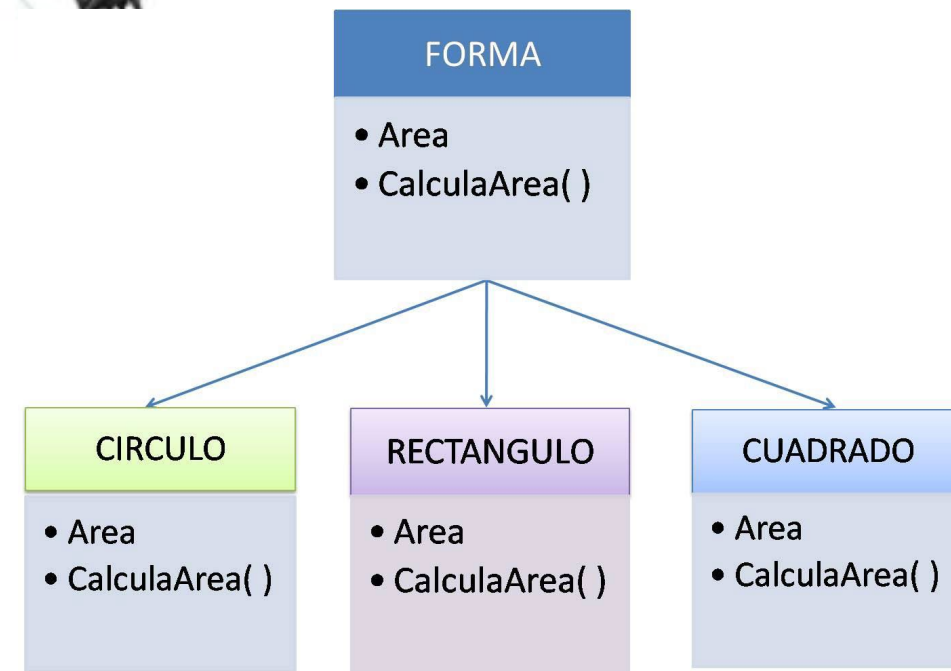 FORMA
• Area
• CalculaArea( )
CIRCULO
• Area
• CalculaArea( )
RECTANGULO
• Area
• CalculaArea( )
CUADRADO
• Area
• CalculaArea( )